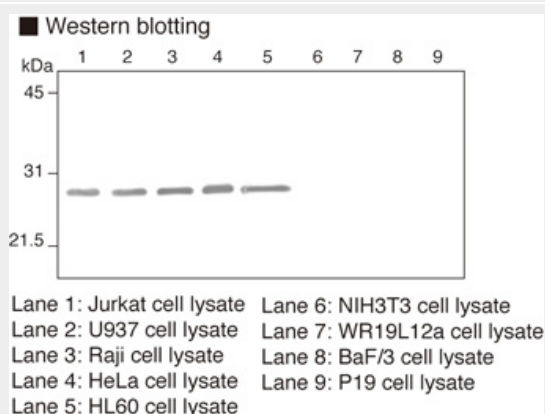 ■ Western blotting
1 2 3 4 5 6 7 8 9
kDa
45
31
21.5
Lane 1: Jurkat cell lysate
Lane 2: U937 cell lysate
Lane 3: Raji cell lysate
Lane 4: HeLa cell lysate
Lane 5: HL60 cell lysate
Lane 6: NIH3T3 cell lysate
Lane 7: WR19L12a cell lysate
Lane 8: BaF/3 cell lysate
Lane 9: P19 cell lysate